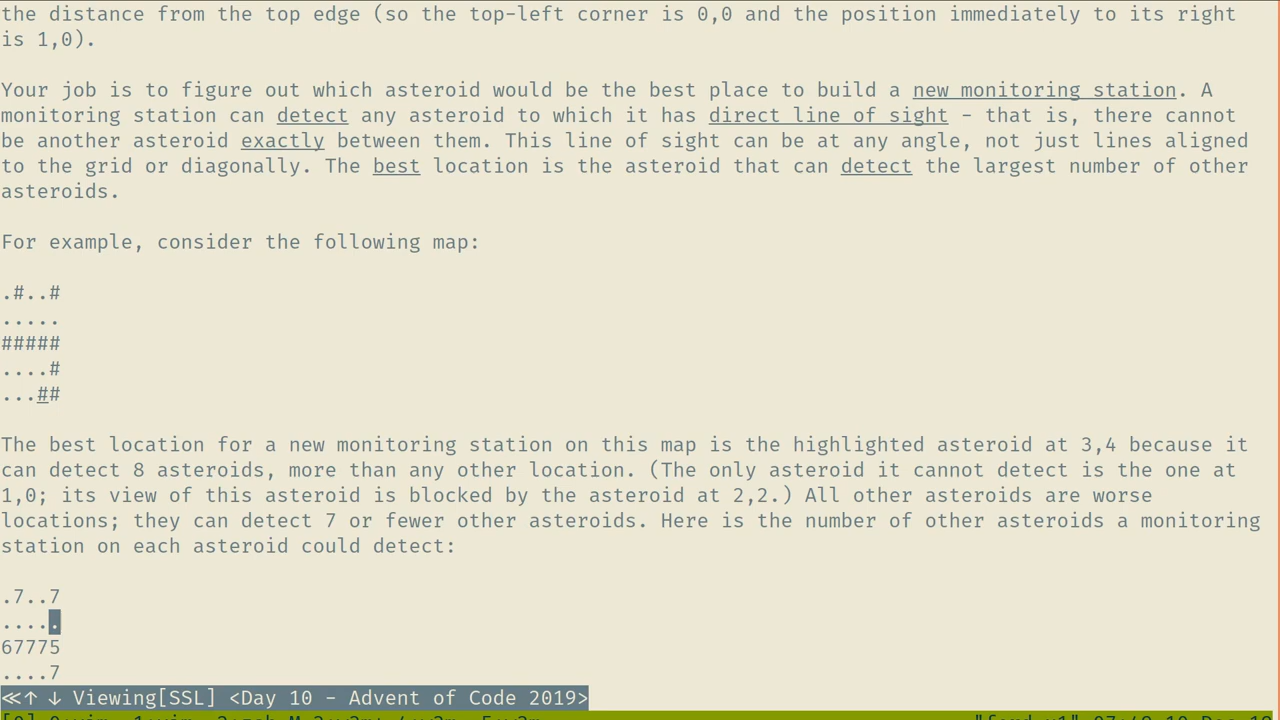 the distance from the top edge (so the top-left corner is 0,0 and the position immediately to its right
is 1,0).
Your job is to figure out which asteroid would be the best place to build a new monitoring station. A
monitoring station can detect any asteroid to which it has direct line of sight - that is, there cannot
be another asteroid exactly between them. This line of sight can be at any angle, not just lines aligned
to the grid or diagonally. The best location is the asteroid that can detect the largest number of other
asteroids.
For example, consider the following map:
.#..#
.....
#####
....#
...##
The best location for a new monitoring station on this map is the highlighted asteroid at 3,4 because it
can detect 8 asteroids, more than any other location. (The only asteroid it cannot detect is the one at
1,0; its view of this asteroid is blocked by the asteroid at 2,2.) All other asteroids are worse
locations; they can detect 7 or fewer other asteroids. Here is the number of other asteroids a monitoring
station on each asteroid could detect:
.7..7
.....
67775
....7
≪↑ ↓ Viewing[SSL] <Day 10 - Advent of Code 2019>